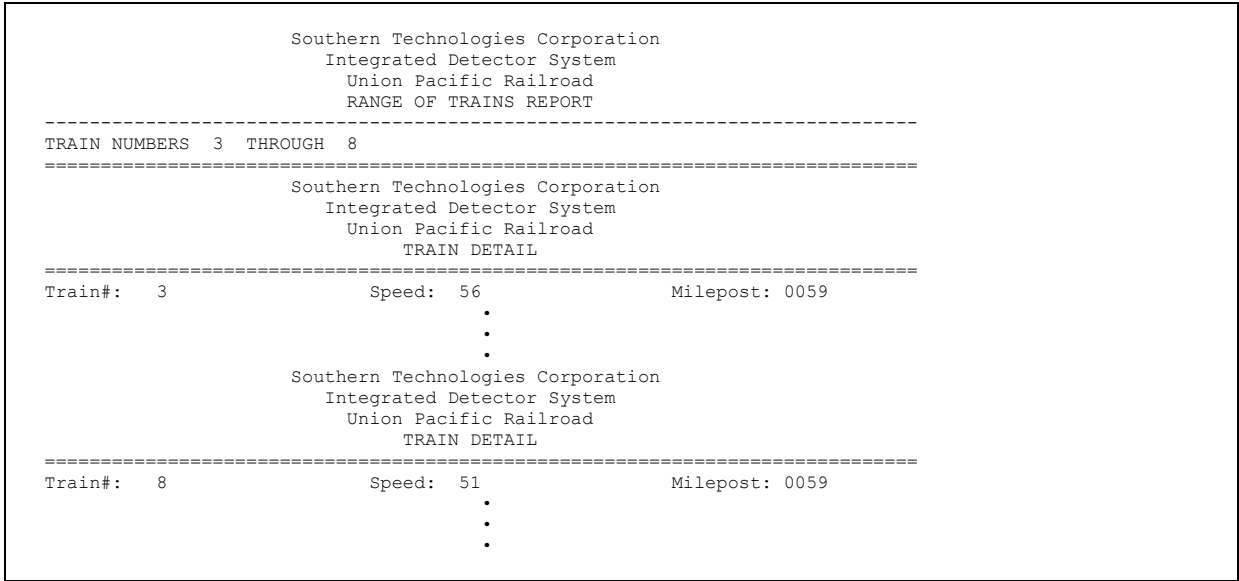 Southern Technologies Corporation
Integrated Detector System
Union Pacific Railroad
RANGE OF TRAINS REPORT
------------------------------------------------------------------------------
TRAIN NUMBERS  3  THROUGH  8
==============================================================================
Southern Technologies Corporation
Integrated Detector System
Union Pacific Railroad
TRAIN DETAIL
==============================================================================
Train#:   3                  Speed:  56                 Milepost: 0059
•
•
•
Southern Technologies Corporation
Integrated Detector System
Union Pacific Railroad
TRAIN DETAIL
==============================================================================
Train#:   8                  Speed:  51                 Milepost: 0059
•
•
•